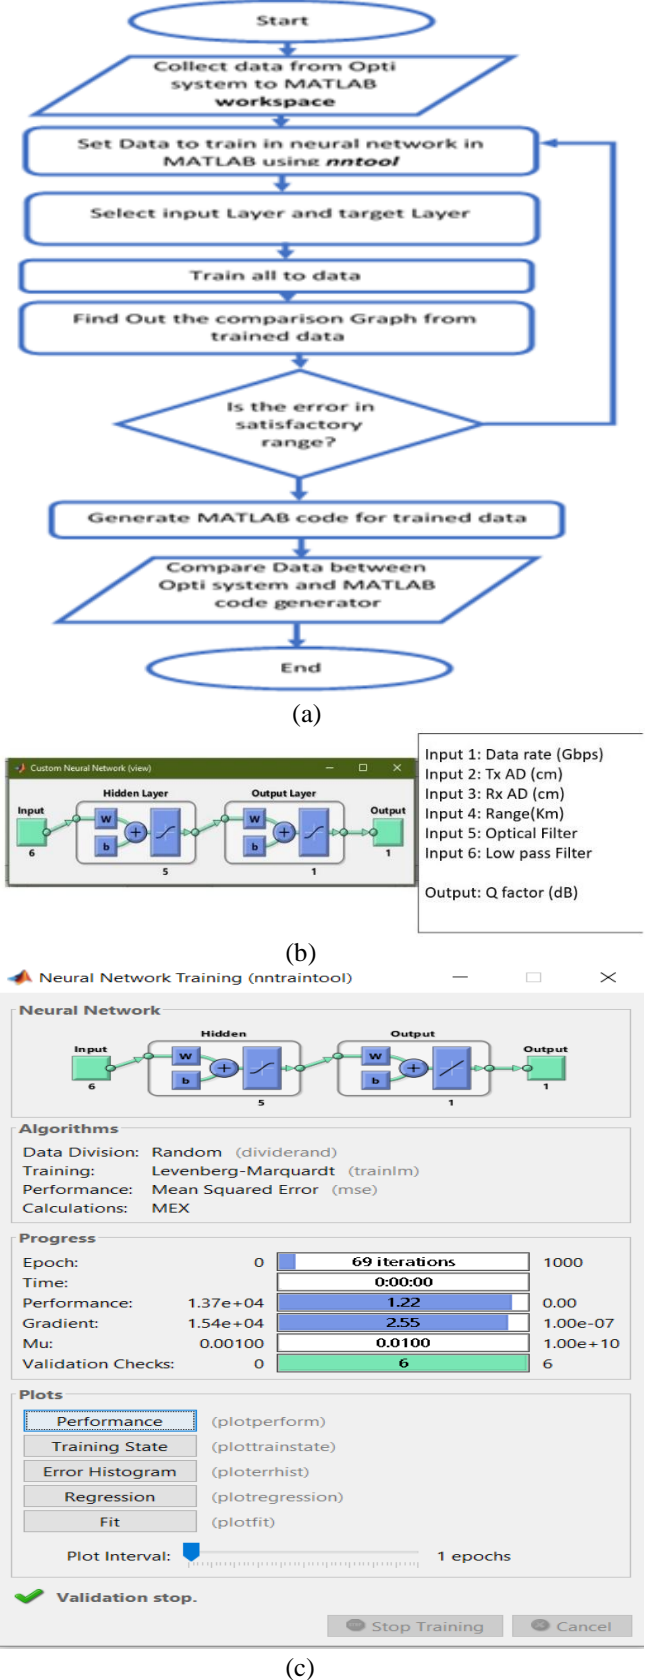 Start
Collect data from Opti
system to MATLAB
workspace
Set Data to train in neural network in
MATLAB using nntool
Select input Layer and target Layer
Train all to data
Find Out the comparison Graph from
trained data
Is the error in
satisfactory
range?
Generate MATLAB code for trained data
Compare Data between
Opti system and MATLAB
code generator
End
(a)
Custom Neural Network (view)
Hidden Layer
Output Layer
Input
Output
W
b
W
b
6
5
1
1
Input 1: Data rate (Gbps)
Input 2: Tx AD (cm)
Input 3: Rx AD (cm)
Input 4: Range(Km)
Input 5: Optical Filter
Input 6: Low pass Filter
Output: Q factor (dB)
(b)
Neural Network Training (nntraintool)
Neural Network
Hidden
Output
Input
Output
W
b
W
b
6
5
1
1
Algorithms
Data Division: Random (dividerand)
Training: Levenberg-Marquardt (trainlm)
Performance: Mean Squared Error (mse)
Calculations: MEX
Progress
Epoch: 0 69 iterations 1000
Time: 0:00:00
Performance: 1.37e+04 1.22 0.00
Gradient: 1.54e+04 2.55 1.00e-07
Mu: 0.00100 0.0100 1.00e+10
Validation Checks: 0 6 6
Plots
Performance (plotperform)
Training State (plottrainstate)
Error Histogram (ploterrhist)
Regression (plotregression)
Fit (plotfit)
Plot Interval: 1 epochs
Validation stop.
Stop Training Cancel
(c)